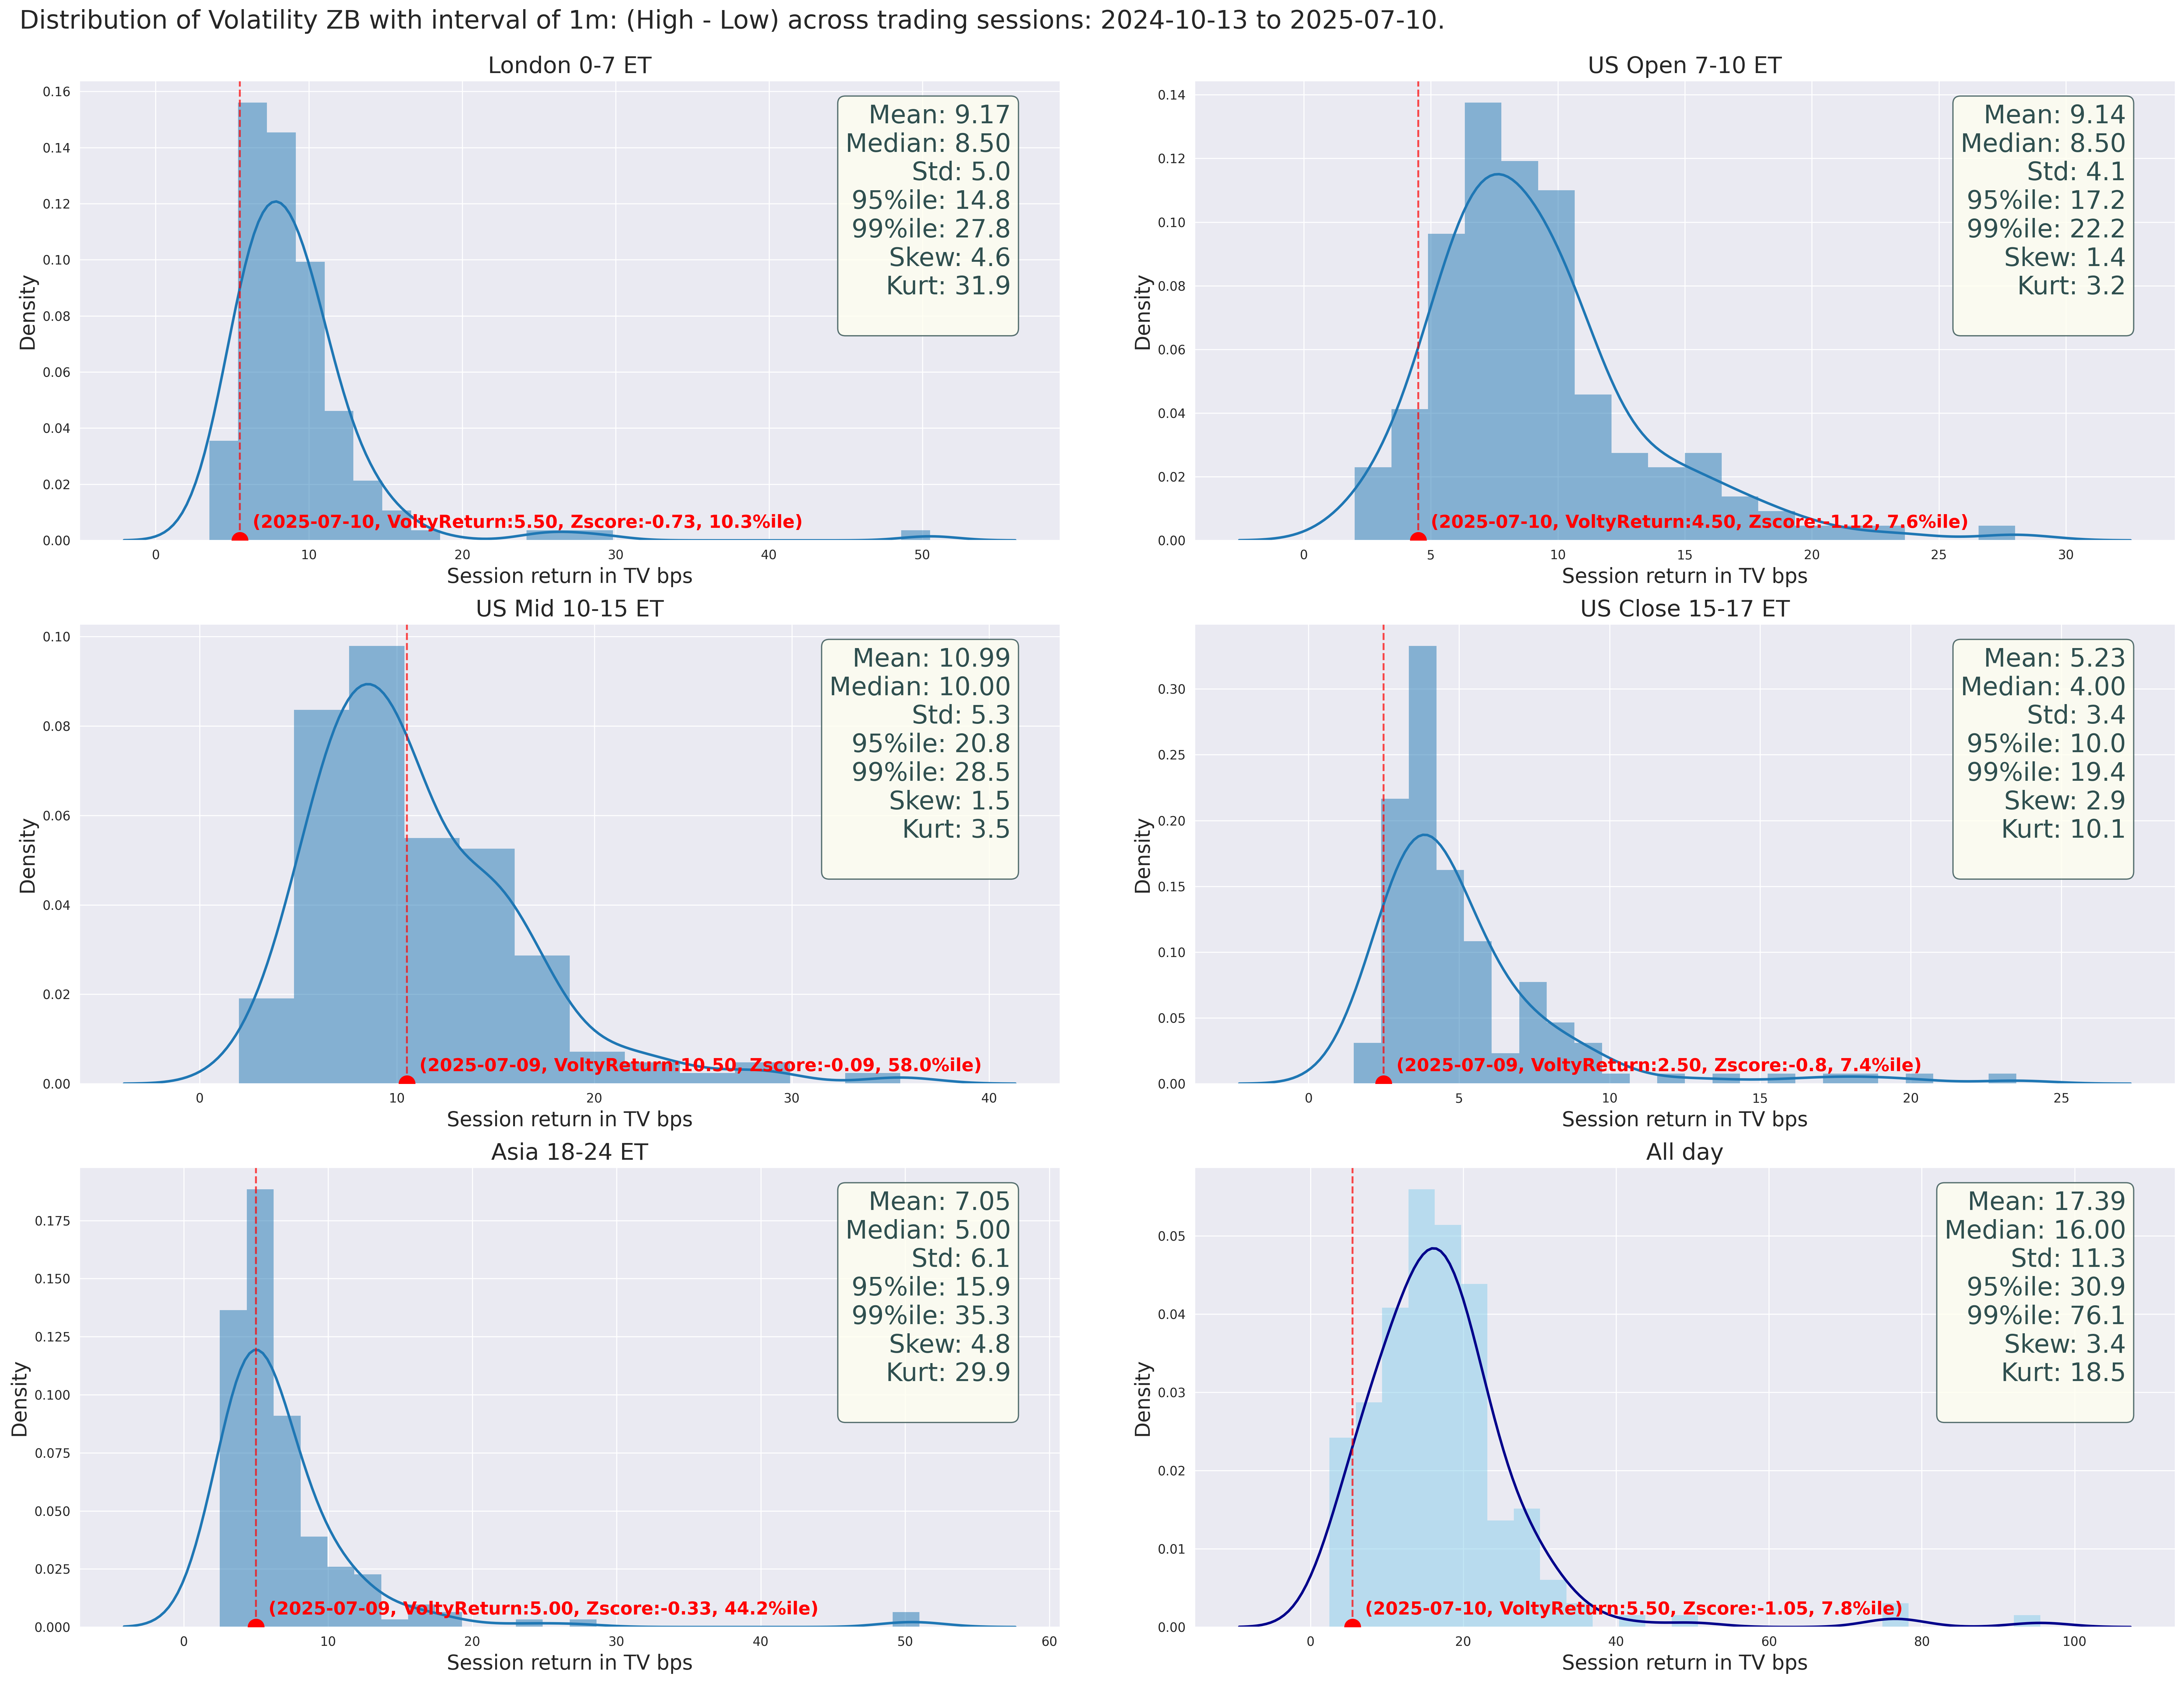 Distribution of Volatility ZB with interval of 1m: (High - Low) across trading sessions: 2024-10-13 to 2025-07-10.
London 0-7 ET
0.16
0.14
0.12
0.10
0.08
0.06
0.04
0.02
0.00
Density
Mean: 9.17
Median: 8.50
Std: 5.0
95%ile: 14.8
99%ile: 27.8
Skew: 4.6
Kurt: 31.9
(2025-07-10, VoltyReturn:5.50, Zscore:-0.73, 10.3%ile)
0 10 20 30 40 50
Session return in TV bps
US Open 7-10 ET
0.14
0.12
0.10
0.08
0.06
0.04
0.02
0.00
Density
Mean: 9.14
Median: 8.50
Std: 4.1
95%ile: 17.2
99%ile: 22.2
Skew: 1.4
Kurt: 3.2
(2025-07-10, VoltyReturn:4.50, Zscore:-1.12, 7.6%ile)
0 5 10 15 20 25 30
Session return in TV bps
US Mid 10-15 ET
0.10
0.08
0.06
0.04
0.02
0.00
Density
Mean: 10.99
Median: 10.00
Std: 5.3
95%ile: 20.8
99%ile: 28.5
Skew: 1.5
Kurt: 3.5
(2025-07-09, VoltyReturn:10.50, Zscore:-0.09, 58.0%ile)
0 10 20 30 40
Session return in TV bps
US Close 15-17 ET
0.30
0.25
0.20
0.15
0.10
0.05
0.00
Density
Mean: 5.23
Median: 4.00
Std: 3.4
95%ile: 10.0
99%ile: 19.4
Skew: 2.9
Kurt: 10.1
(2025-07-09, VoltyReturn:2.50, Zscore:-0.8, 7.4%ile)
0 5 10 15 20 25
Session return in TV bps
Asia 18-24 ET
0.175
0.150
0.125
0.100
0.075
0.050
0.025
0.000
Density
Mean: 7.05
Median: 5.00
Std: 6.1
95%ile: 15.9
99%ile: 35.3
Skew: 4.8
Kurt: 29.9
(2025-07-09, VoltyReturn:5.00, Zscore:-0.33, 44.2%ile)
0 10 20 30 40 50 60
Session return in TV bps
All day
0.05
0.04
0.03
0.02
0.01
0.00
Density
Mean: 17.39
Median: 16.00
Std: 11.3
95%ile: 30.9
99%ile: 76.1
Skew: 3.4
Kurt: 18.5
(2025-07-10, VoltyReturn:5.50, Zscore:-1.05, 7.8%ile)
0 20 40 60 80 100
Session return in TV bps